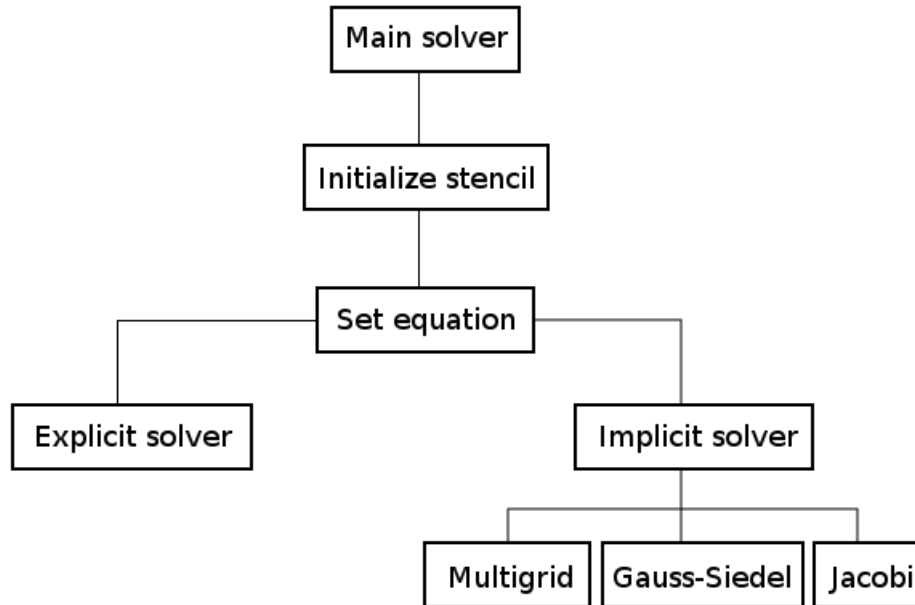 Main solver
Initialize stencil
Set equation
Explicit solver
Implicit solver
Multigrid
Gauss-Siedel
Jacobi